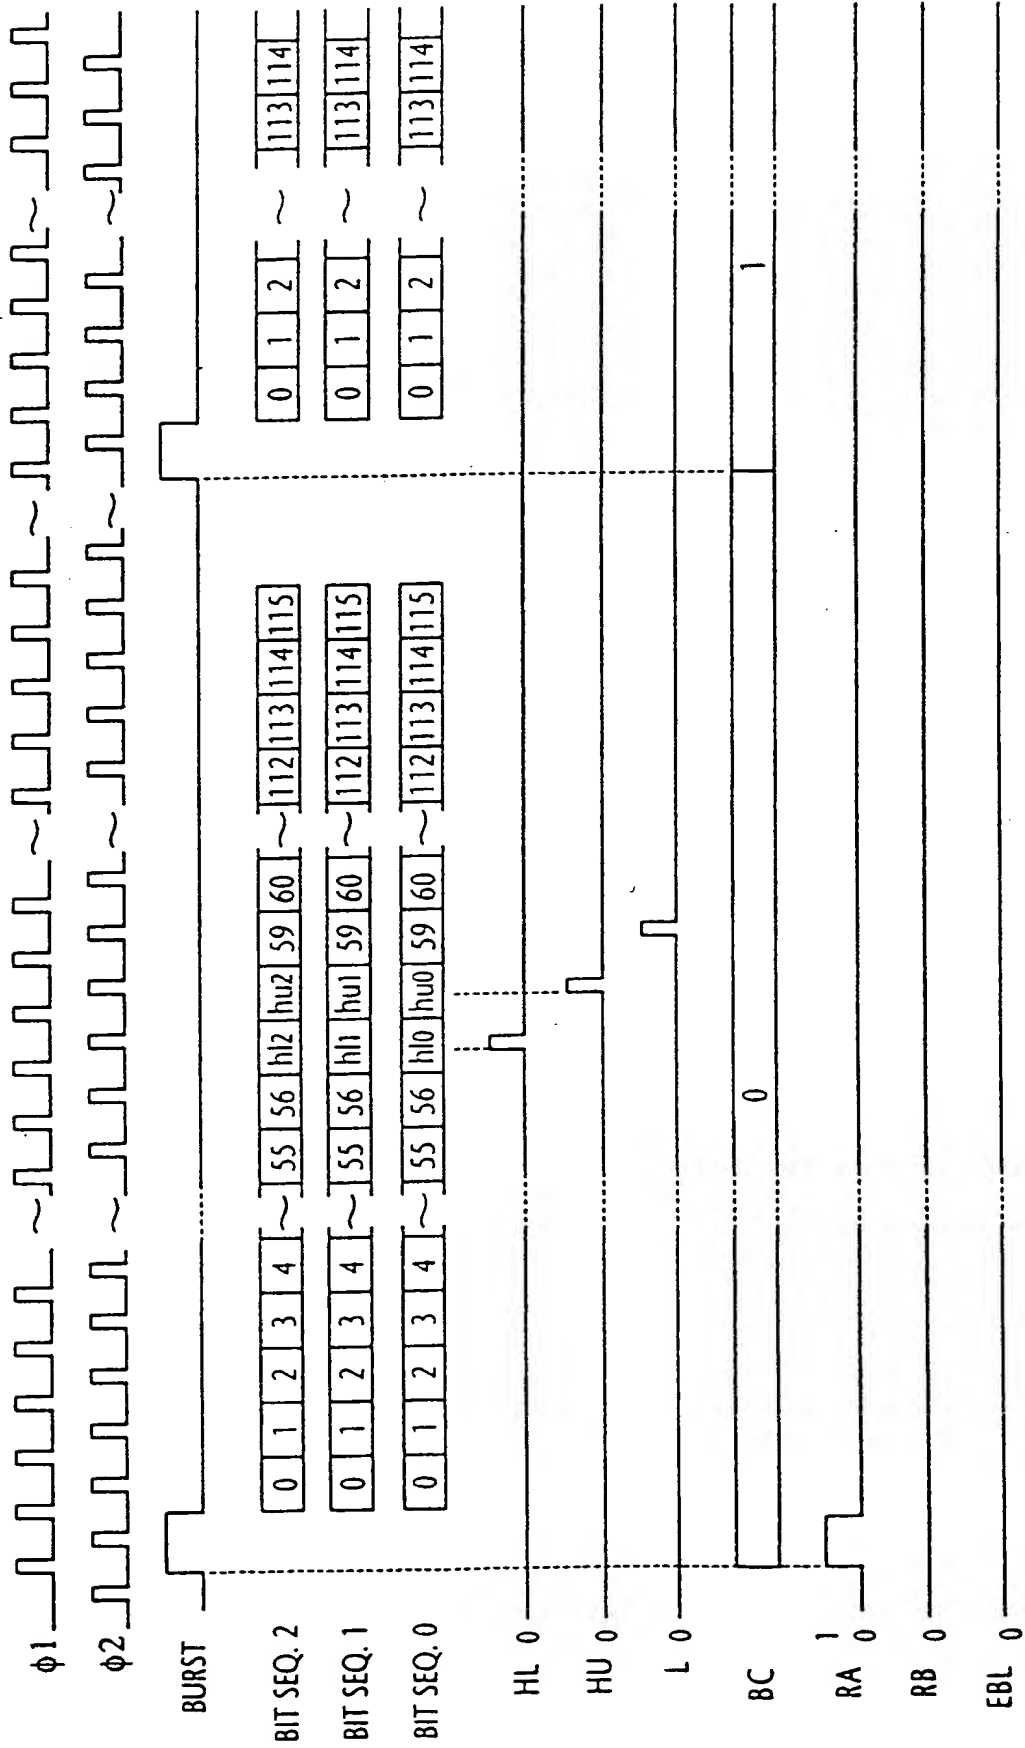 φ1
φ2
BURST
BIT SEQ. 2 0 1 2 3 4 ~ 55 56 hl2 hu2 59 60 ~ 112 113 114 115 0 1 2 ~ 113 114
BIT SEQ. 1 0 1 2 3 4 ~ 55 56 hl1 hu1 59 60 ~ 112 113 114 115 0 1 2 ~ 113 114
BIT SEQ. 0 0 1 2 3 4 ~ 55 56 hl0 hu0 59 60 ~ 112 113 114 115 0 1 2 ~ 113 114
HL 0
HU 0
L 0
BC 0 1
RA 1 0
RB 0
EBL 0